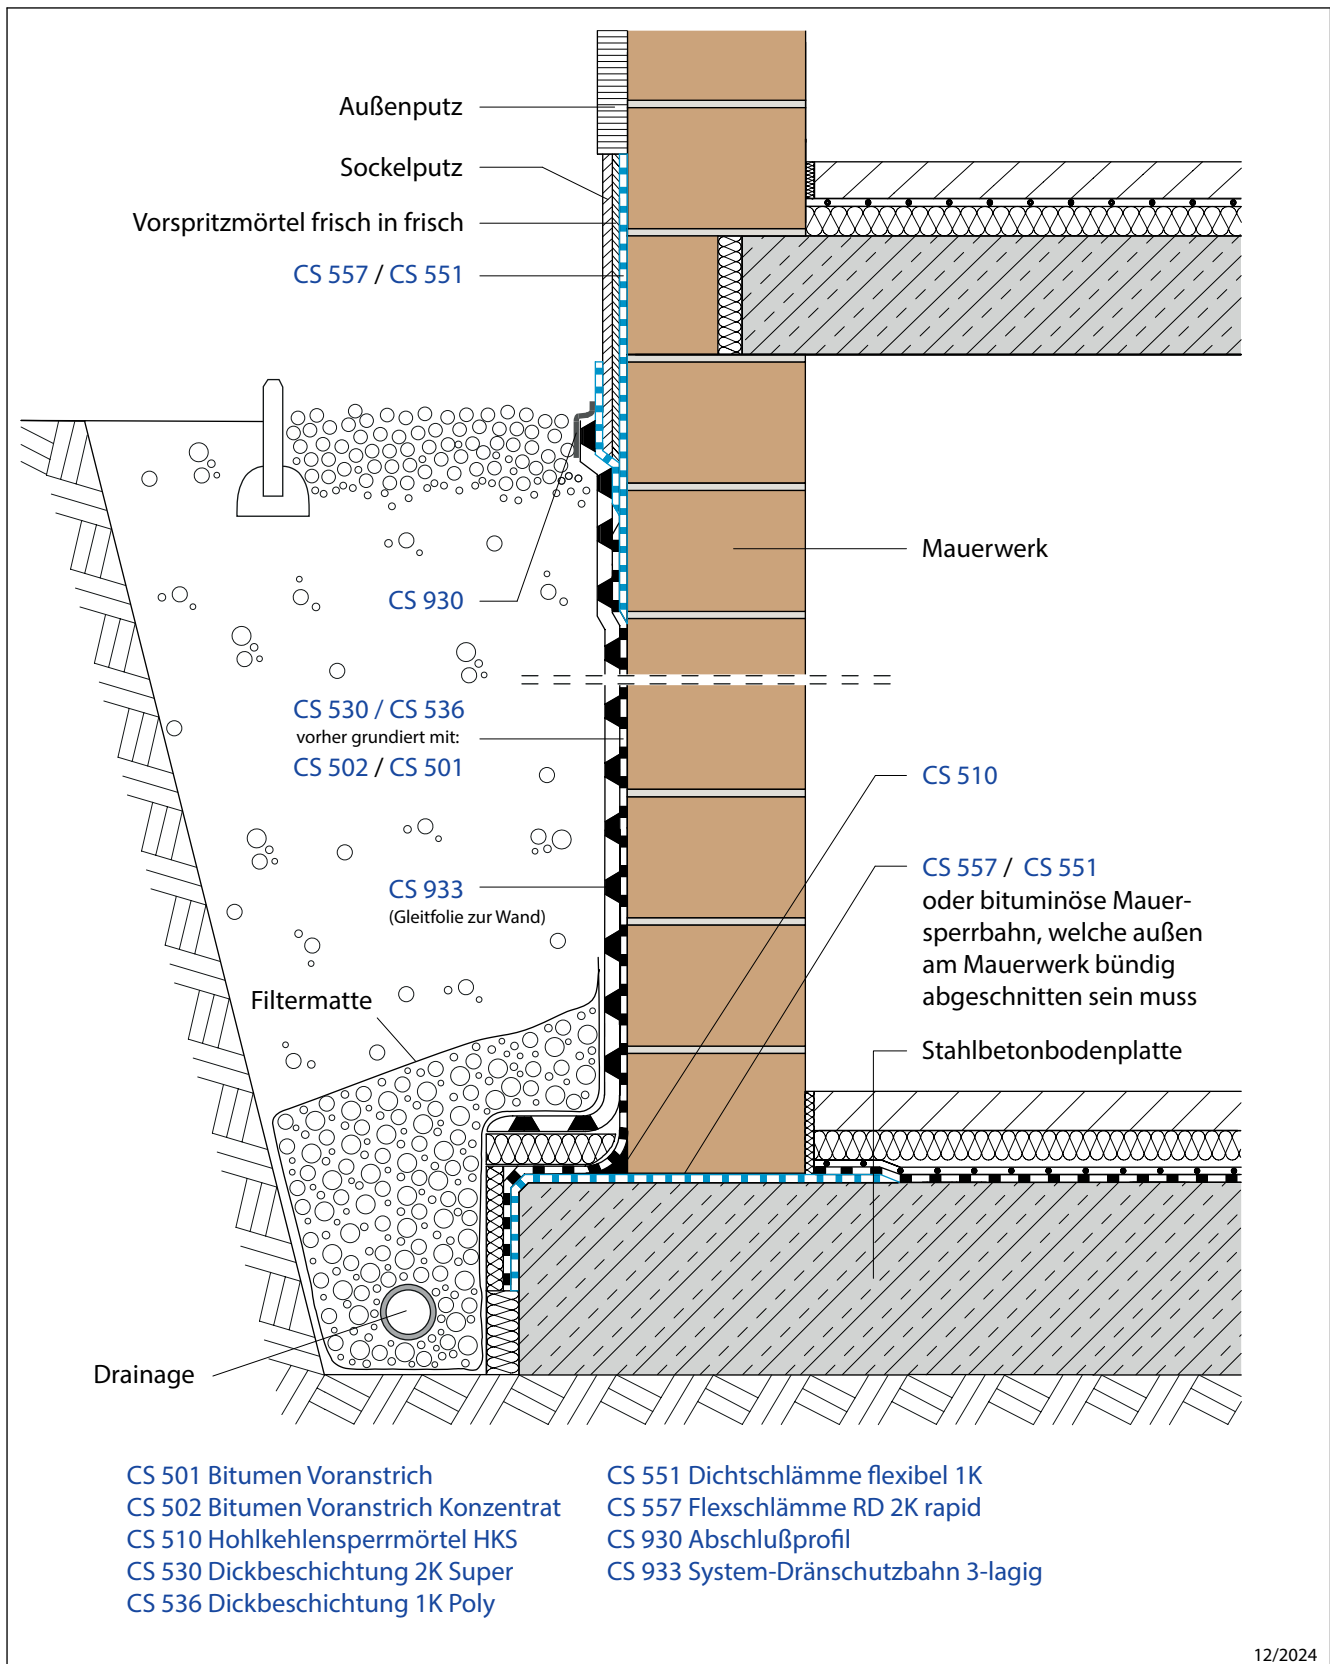 Außenputz
Sockelputz
Vorspritzmörtel frisch in frisch
CS 557 / CS 551
CS 930
Mauerwerk
CS 530 / CS 536
vorher grundiert mit:
CS 502 / CS 501
CS 510
CS 933
(Gleitfolie zur Wand)
CS 557 / CS 551
oder bituminöse Mauer-
sperrbahn, welche außen
am Mauerwerk bündig
abgeschnitten sein muss
Filtermatte
Stahlbetonbodenplatte
Drainage
CS 501 Bitumen Voranstrich
CS 502 Bitumen Voranstrich Konzentrat
CS 510 Hohlkehlensperrmörtel HKS
CS 530 Dickbeschichtung 2K Super
CS 536 Dickbeschichtung 1K Poly
CS 551 Dichtschlämme flexibel 1K
CS 557 Flexschlämme RD 2K rapid
CS 930 Abschlußprofil
CS 933 System-Dränschutzbahn 3-lagig
12/2024